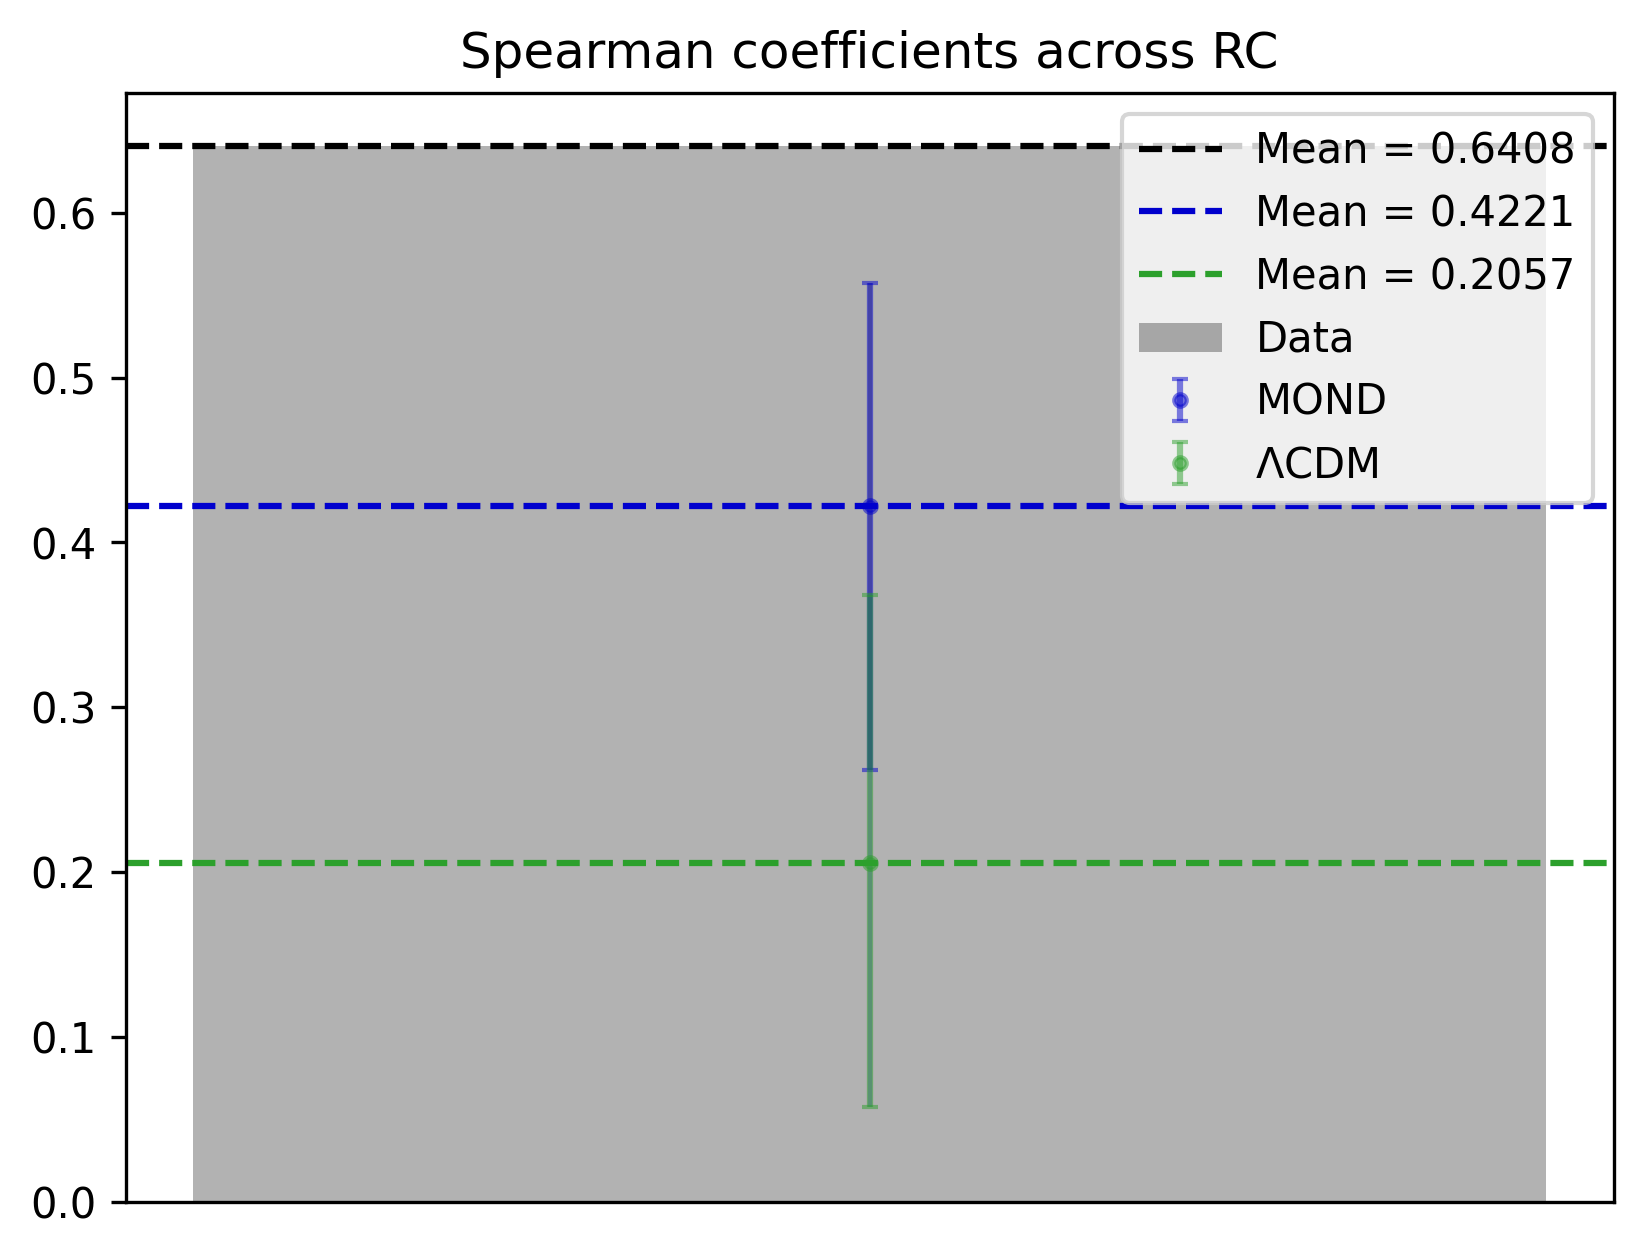 Spearman coefficients across RC
Mean = 0.6408
Mean = 0.4221
Mean = 0.2057
Data
MOND
ΛCDM
0.6
0.5
0.4
0.3
0.2
0.1
0.0